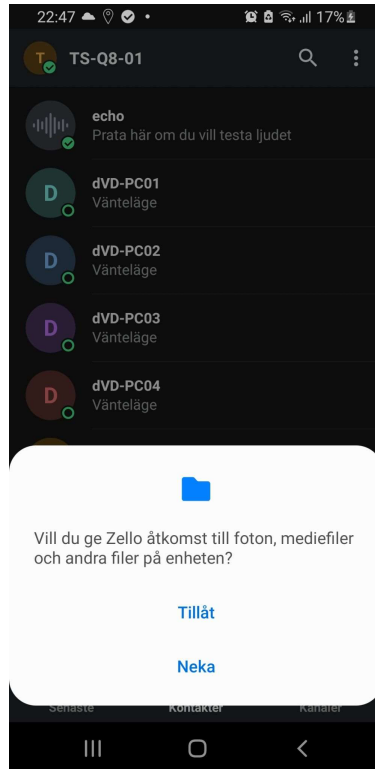 22:47
17%
T
TS-Q8-01
echo
Prata här om du vill testa ljudet
D
dVD-PC01
Vänteläge
D
dVD-PC02
Vänteläge
D
dVD-PC03
Vänteläge
D
dVD-PC04
Vänteläge
Vill du ge Zello åtkomst till foton, mediefiler
och andra filer på enheten?
Tillåt
Neka
Senaste
Kontakter
Kanaler